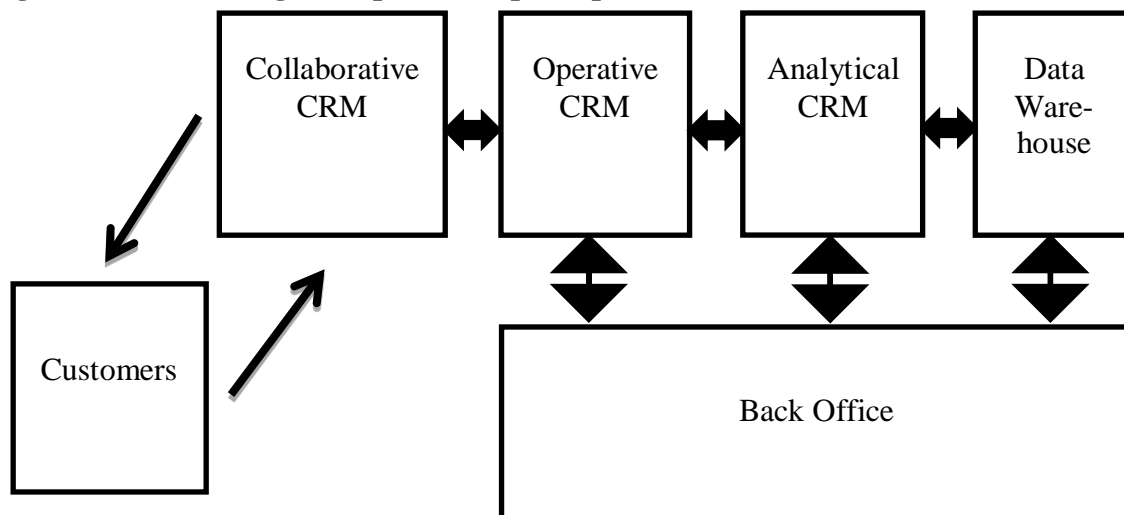 Collaborative
CRM
Operative
CRM
Analytical
CRM
Data
Ware-
house
Customers
Back Office